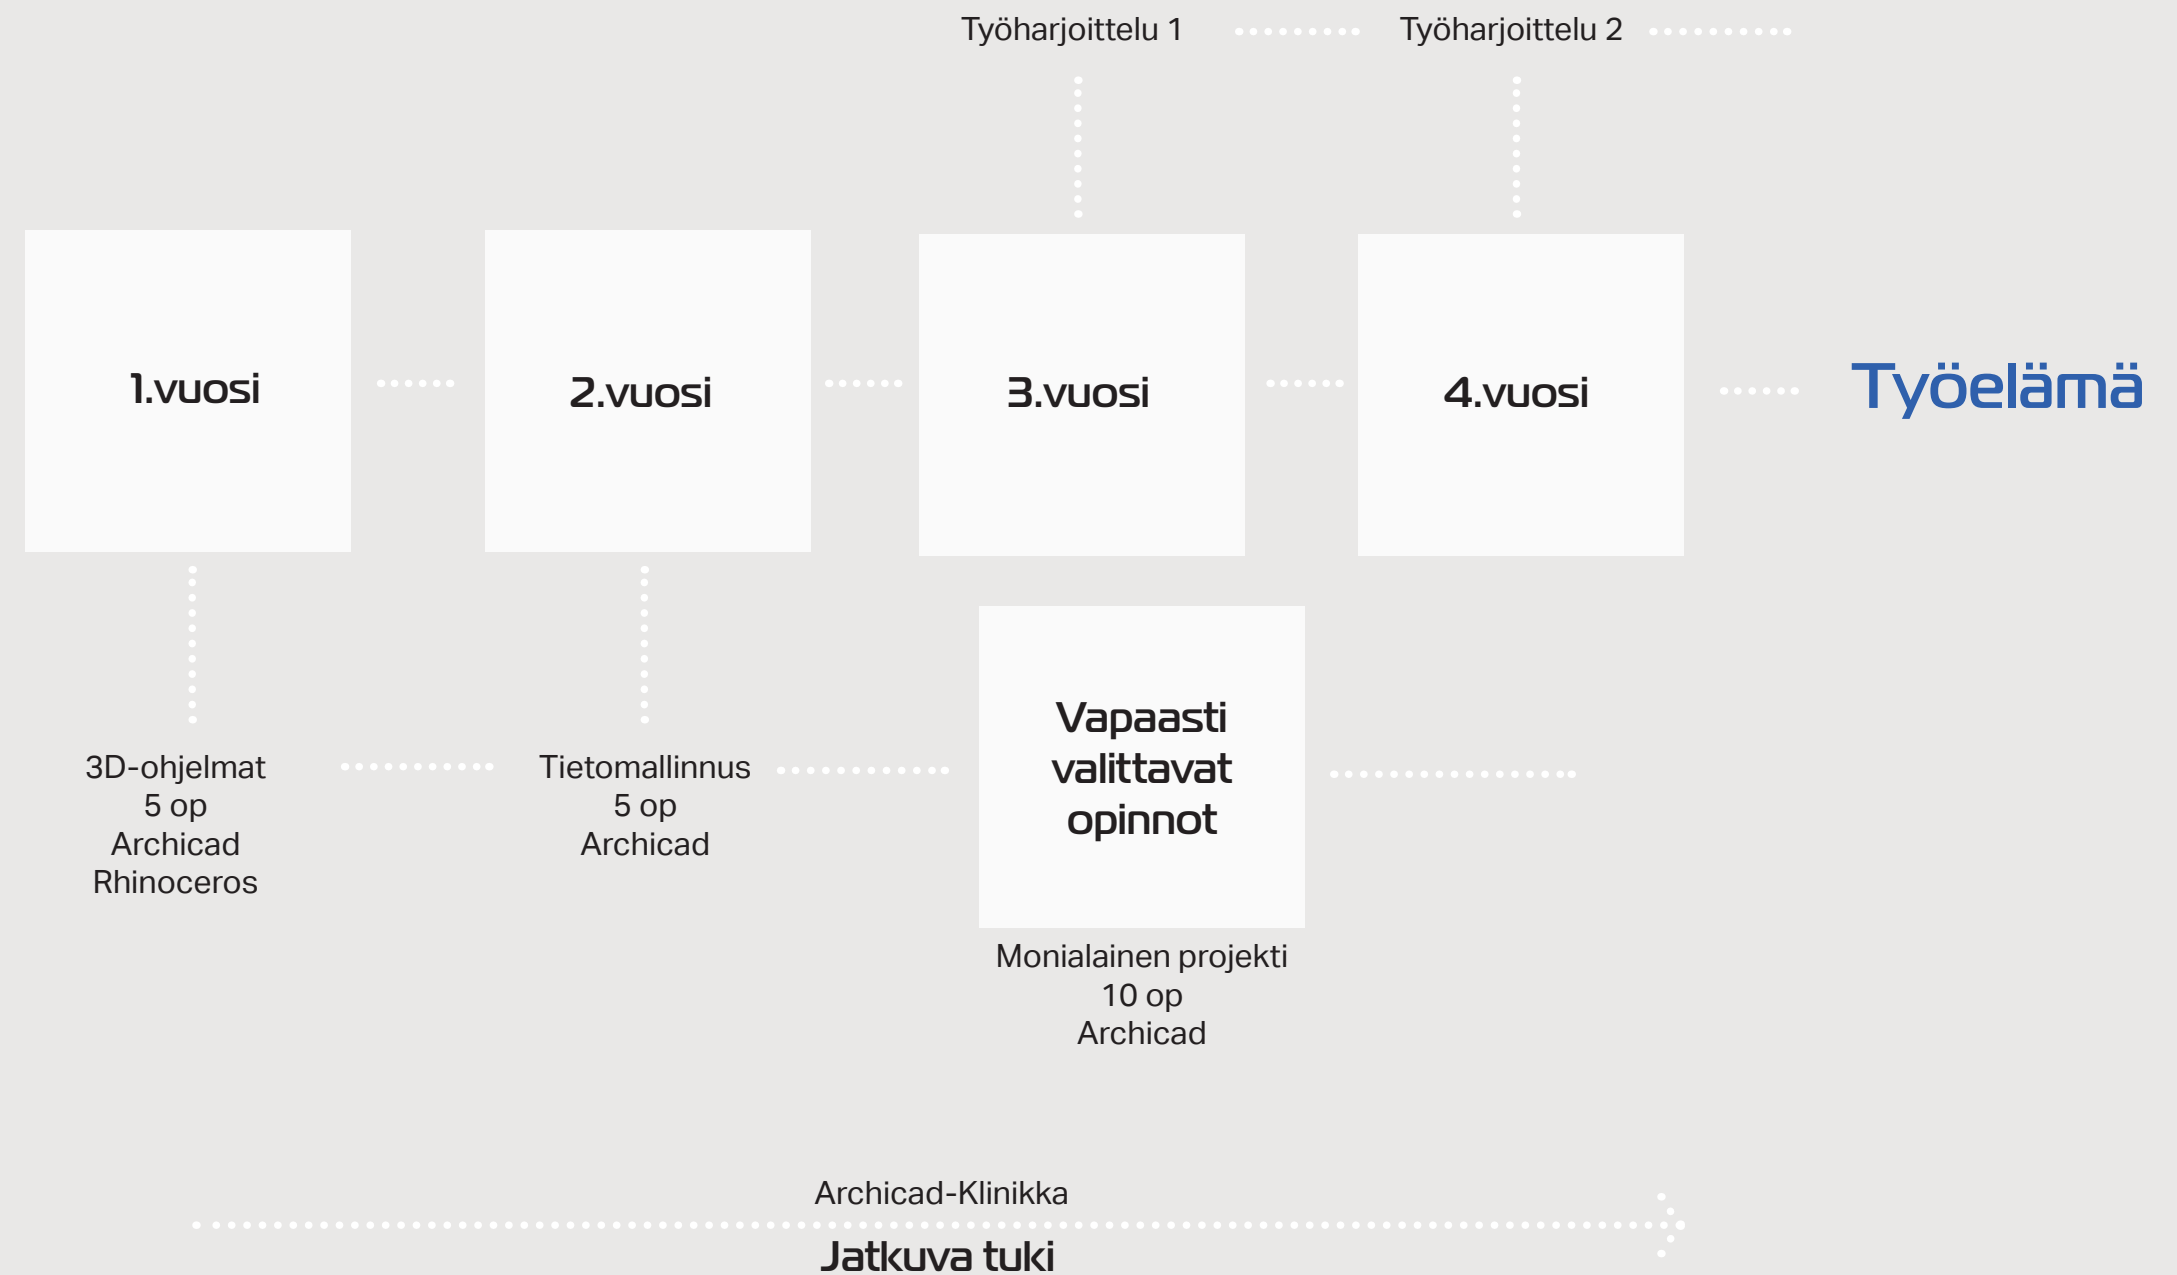 Työharjoittelu 1
Työharjoittelu 2
1.vuosi
2.vuosi
3.vuosi
4.vuosi
Työelämä
3D-ohjelmat
5 op
Archicad
Rhinoceros
Tietomallinnus
5 op
Archicad
Vapaasti
valittavat
opinnot
Monialainen projekti
10 op
Archicad
Archicad-Klinikka
Jatkuva tuki